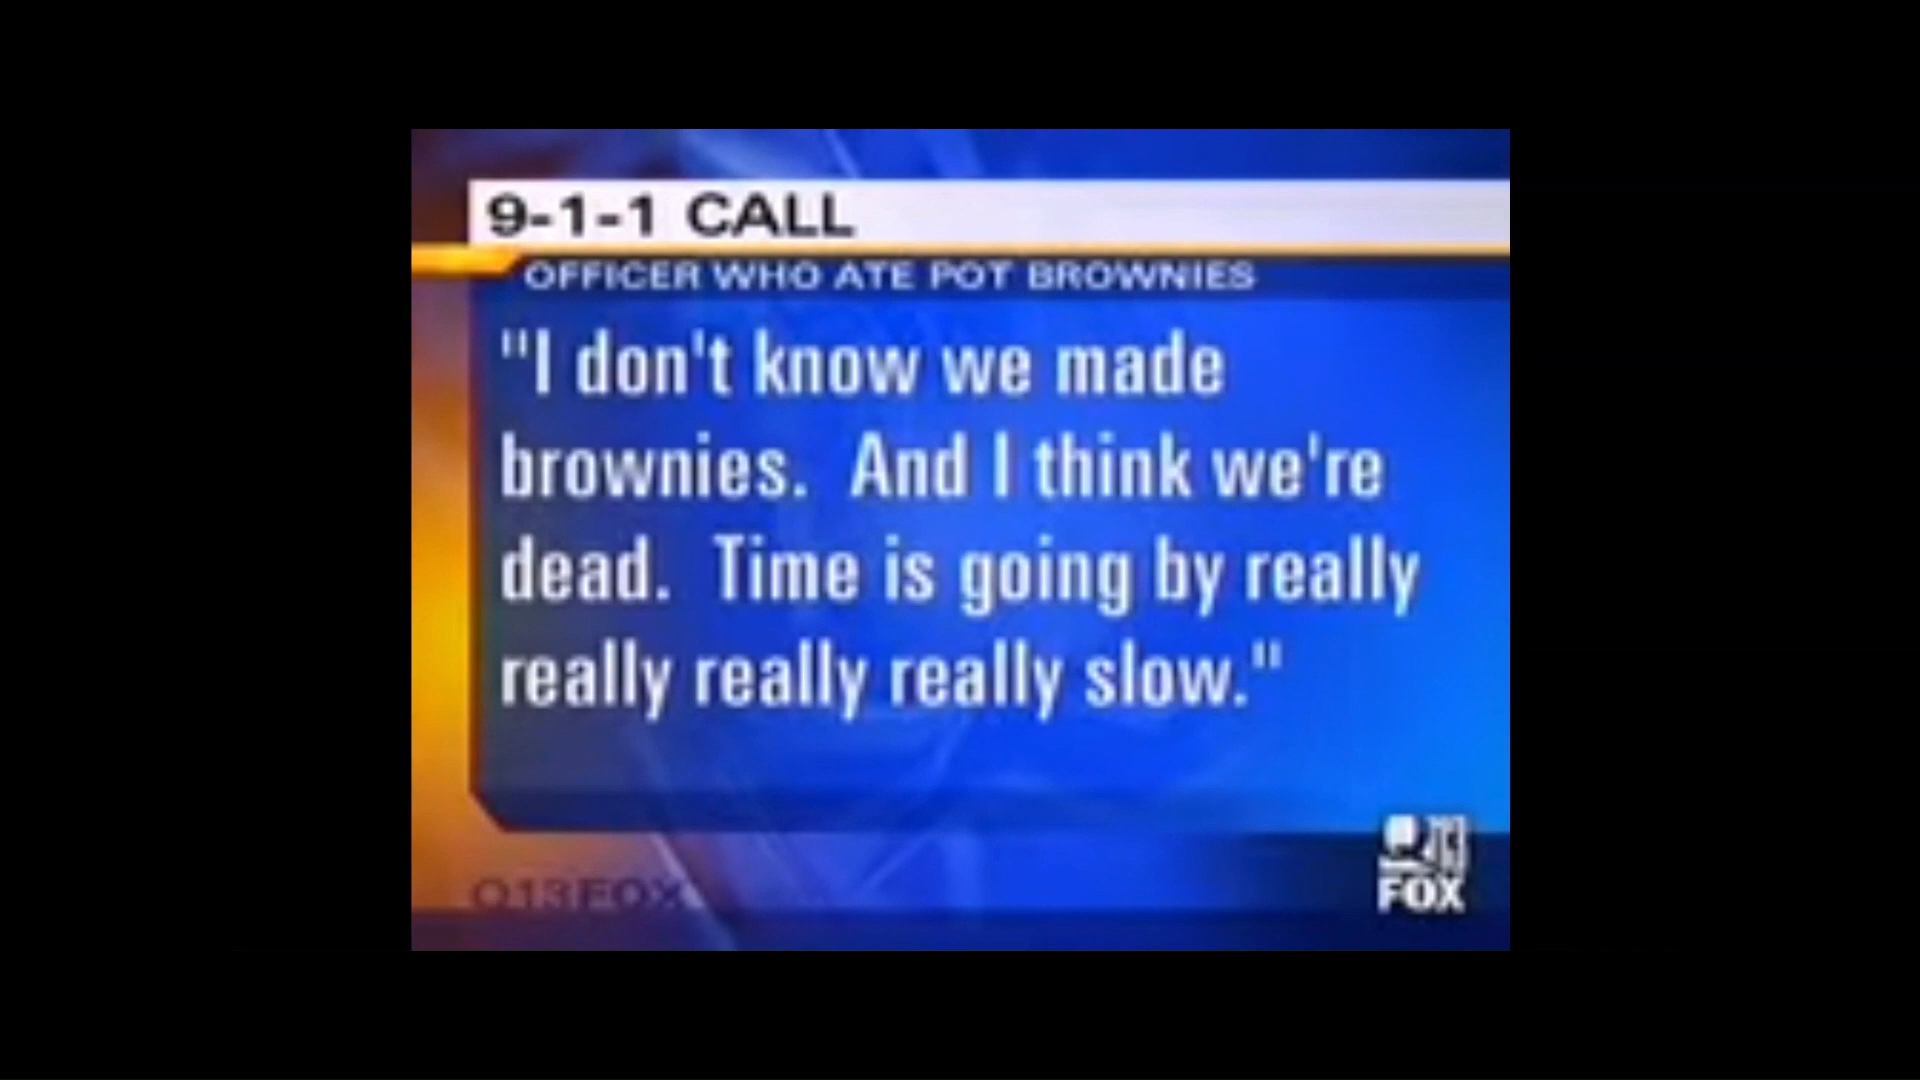 9-1-1 CALL
OFFICER WHO ATE POT BROWNIES
"I don't know we made
brownies. And I think we're
dead. Time is going by really
really really really slow."
Q13FOX
FOX